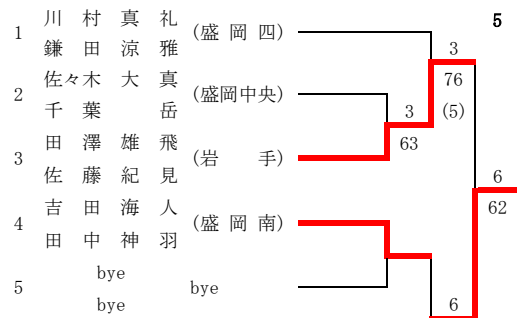 5
1 川村真礼 (盛岡四)
鎌田涼雅
3
2 佐々木大真 (盛岡中央)
千葉岳
76
3 (5)
3 田澤雄飛 (岩手)
63
佐藤紀見
6
4 吉田海人 (盛岡南)
62
田中神羽
5 bye bye
bye
6